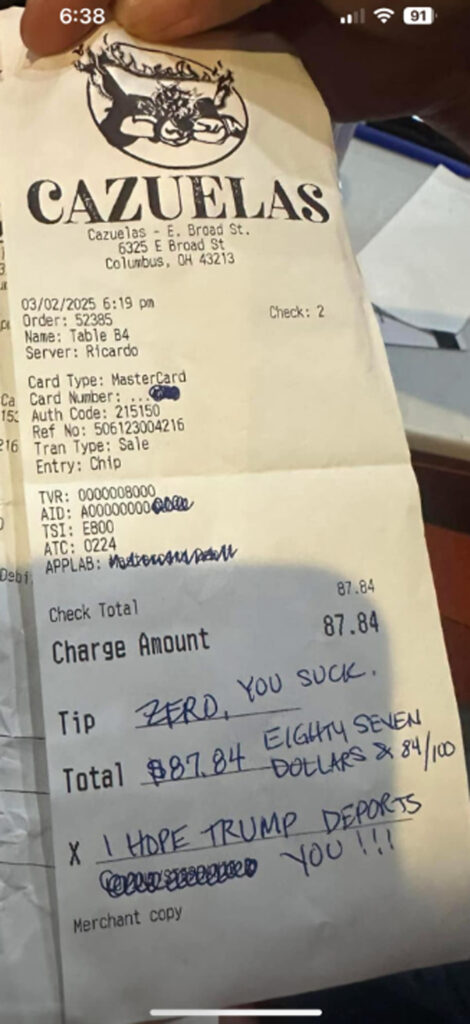 6:38
91
CAZUELAS
Cazuelas - E. Broad St.
6325 E Broad St
Columbus, OH 43213
03/02/2025 6:19 pm
Order: 52385 Check: 2
Name: Table B4
Server: Ricardo
Card Type: MasterCard
Card Number: ...
Auth Code: 215150
Ref No: 506123004216
Tran Type: Sale
Entry: Chip
TVR: 0000008000
AID: A00000000
TSI: E800
ATC: 0224
APPLAB:
Check Total 87.84
Charge Amount 87.84
Tip ZERO, YOU SUCK.
Total $87.84 EIGHTY SEVEN
DOLLARS & 84/100
X I HOPE TRUMP DEPORTS
YOU!!!
Merchant copy